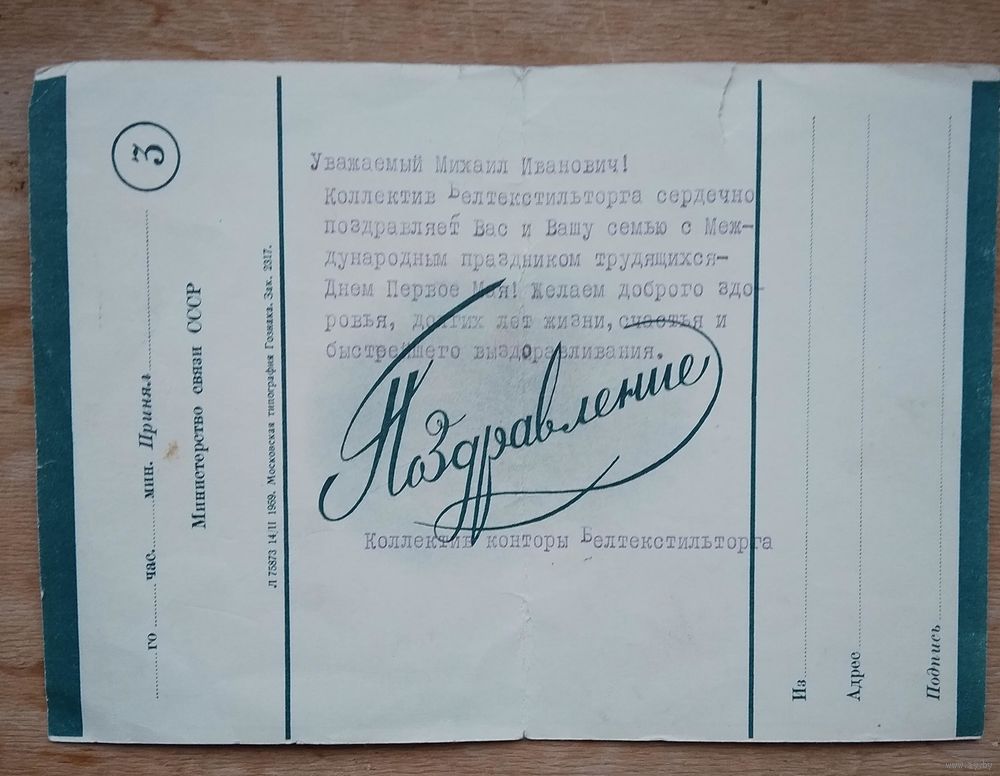 3
го час. мин. Принял
Министерство связи СССР
Л 75873 14/II 1969. Московская типография Гознака. Зак. 2317.
Уважаемый Михаил Иванович!
Коллектив Белтекстильторга сердечно
поздравляет Вас и Вашу семью с Меж-
дународным праздником трудящихся-
Днем Первое Мая! Желаем доброго здо-
ровья, долгих лет жизни, счастья и
быстрейшего выздоравливания.
Поздравление
Коллектив конторы Белтекстильторга
Из
Адрес
Подпись